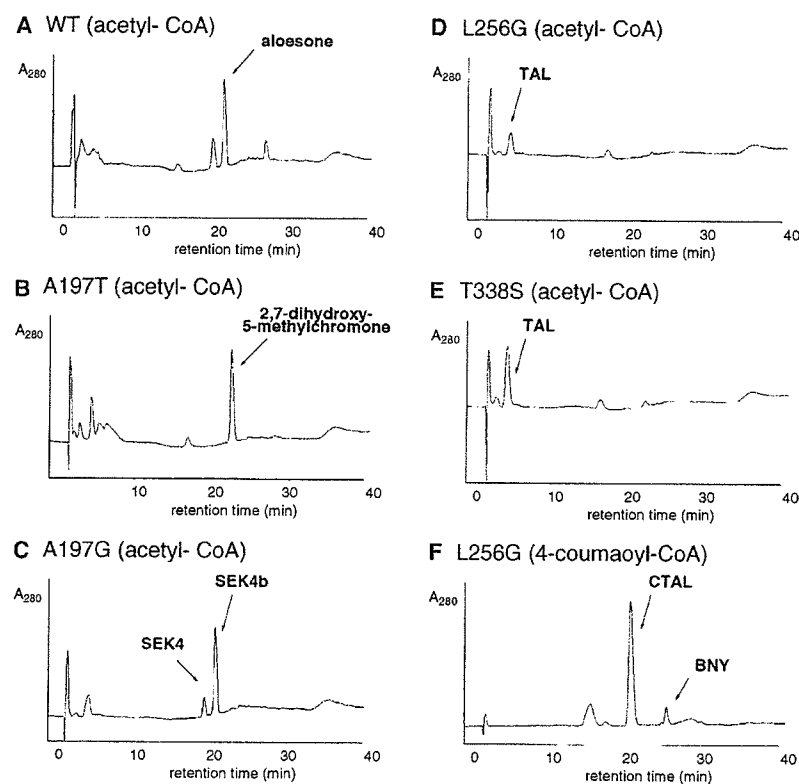 A WT (acetyl- CoA)
aloesone
A280
0 10 20 30 40
retention time (min)
B A197T (acetyl- CoA)
2,7-dihydroxy-
5-methylchromone
A280
10 20 30 40
retention time (min)
C A197G (acetyl- CoA)
SEK4b
A280
SEK4
0 10 20 30 40
retention time (min)
D L256G (acetyl- CoA)
A280
TAL
0 10 20 30 40
retention time (min)
E T338S (acetyl- CoA)
A280
TAL
0 10 20 30 40
retention time (min)
F L256G (4-coumaoyl-CoA)
CTAL
A280
BNY
0 10 20 30 40
retention time (min)